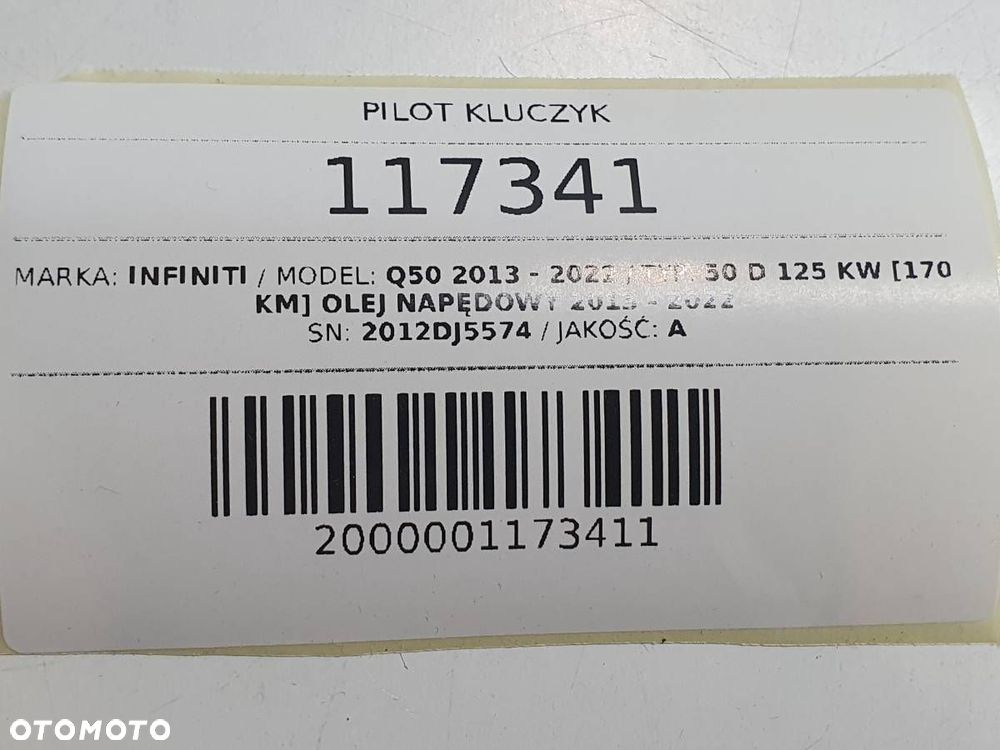 PILOT KLUCZYK
117341
MARKA: INFINITI / MODEL: Q50 2013 - 2022 / 50 D 125 KW [170
KM] OLEJ NAPĘDOWY 2013 - 2022
SN: 2012DJ5574 / JAKOŚĆ: A
2000001173411
OTOMOTO